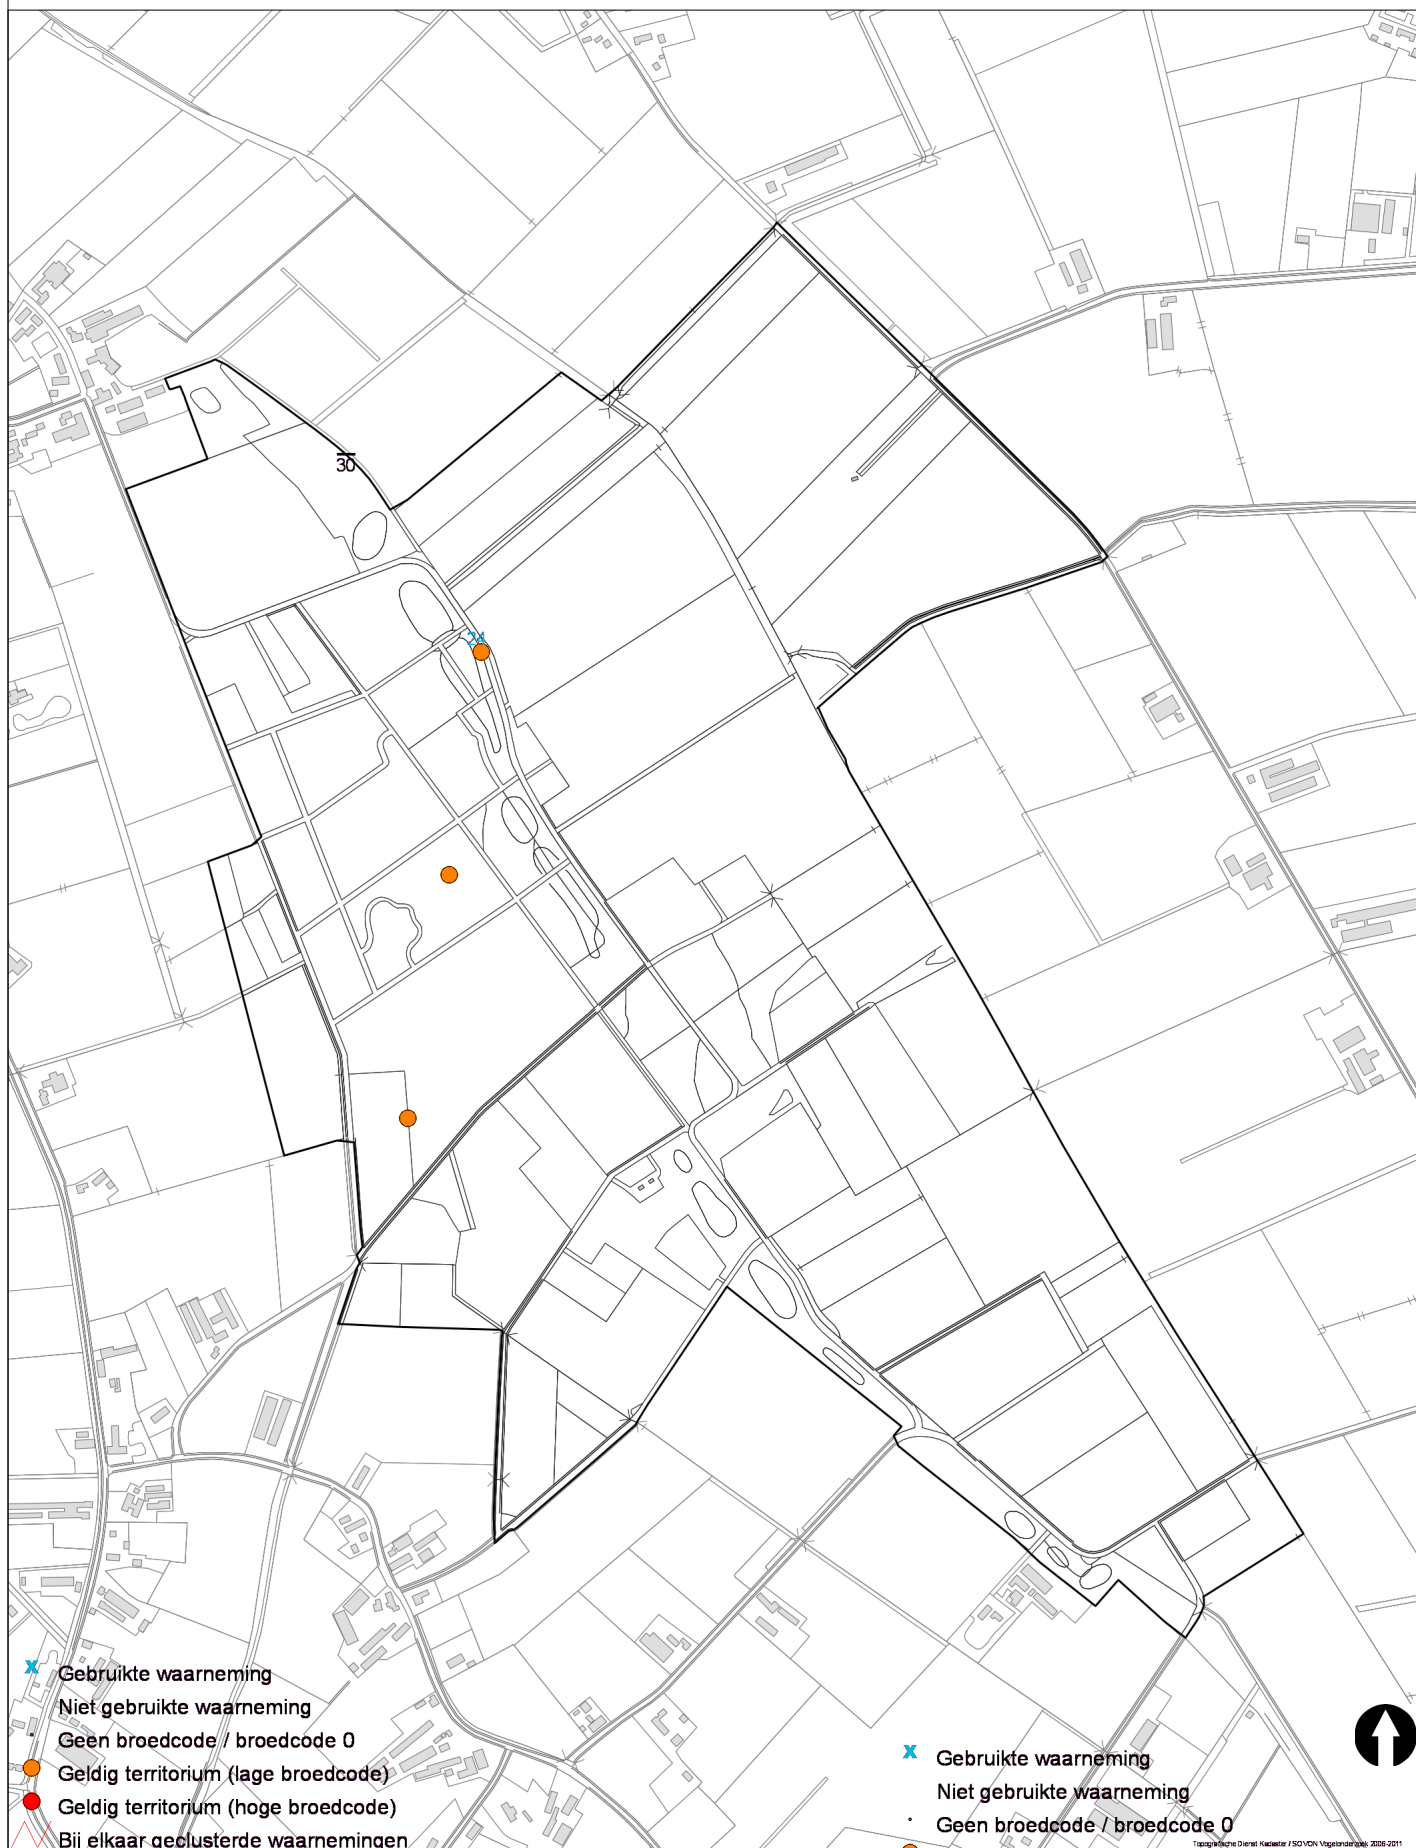 30
24
x Gebruikte waarneming
Niet gebruikte waarneming
Geen broedcode / broedcode 0
Geldig territorium (lage broedcode)
Geldig territorium (hoge broedcode)
Bij elkaar geclusterde waarnemingen
x Gebruikte waarneming
Niet gebruikte waarneming
Geen broedcode / broedcode 0
Topografische Dienst Kadaster / SOVON Vogelonderzoek 2006-2011